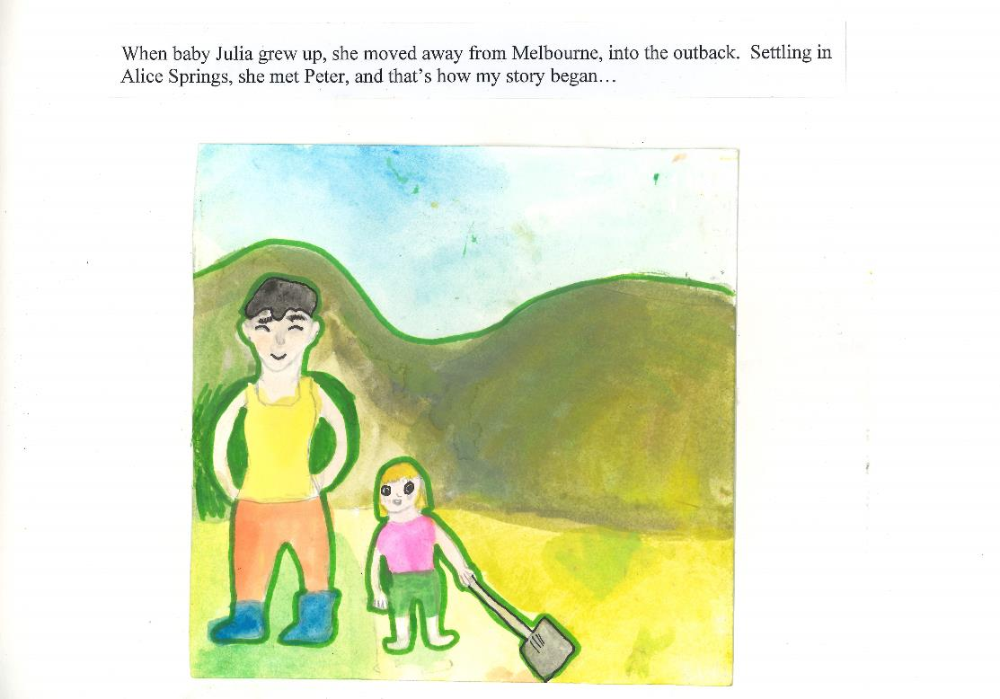 When baby Julia grew up, she moved away from Melbourne, into the outback.  Settling in
Alice Springs, she met Peter, and that’s how my story began…